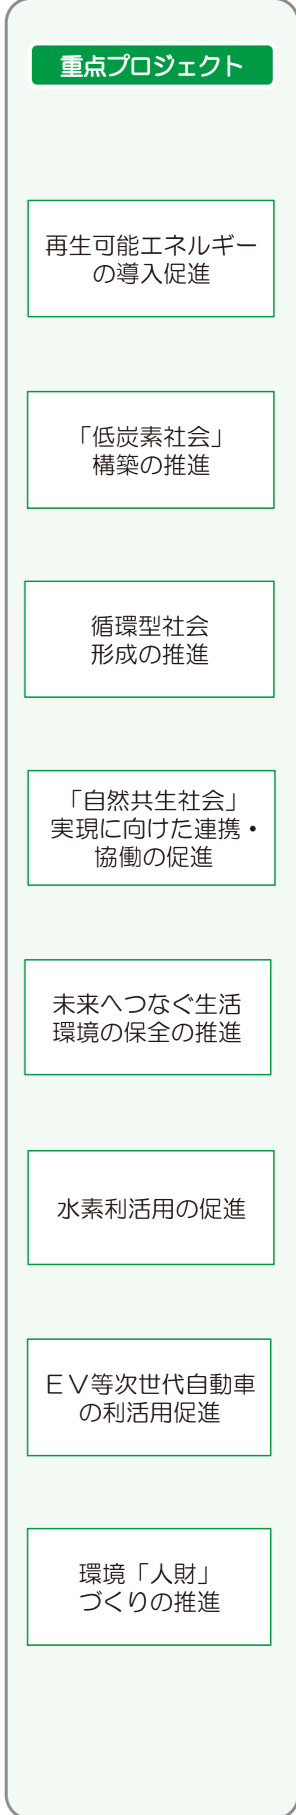 重点プロジェクト
再生可能エネルギー
の導入促進
「低炭素社会」
構築の推進
循環型社会
形成の推進
「自然共生社会」
実現に向けた連携・
協働の促進
未来へつなぐ生活
環境の保全の推進
水素利活用の促進
ＥＶ等次世代自動車
の利活用促進
環境「人財」
づくりの推進